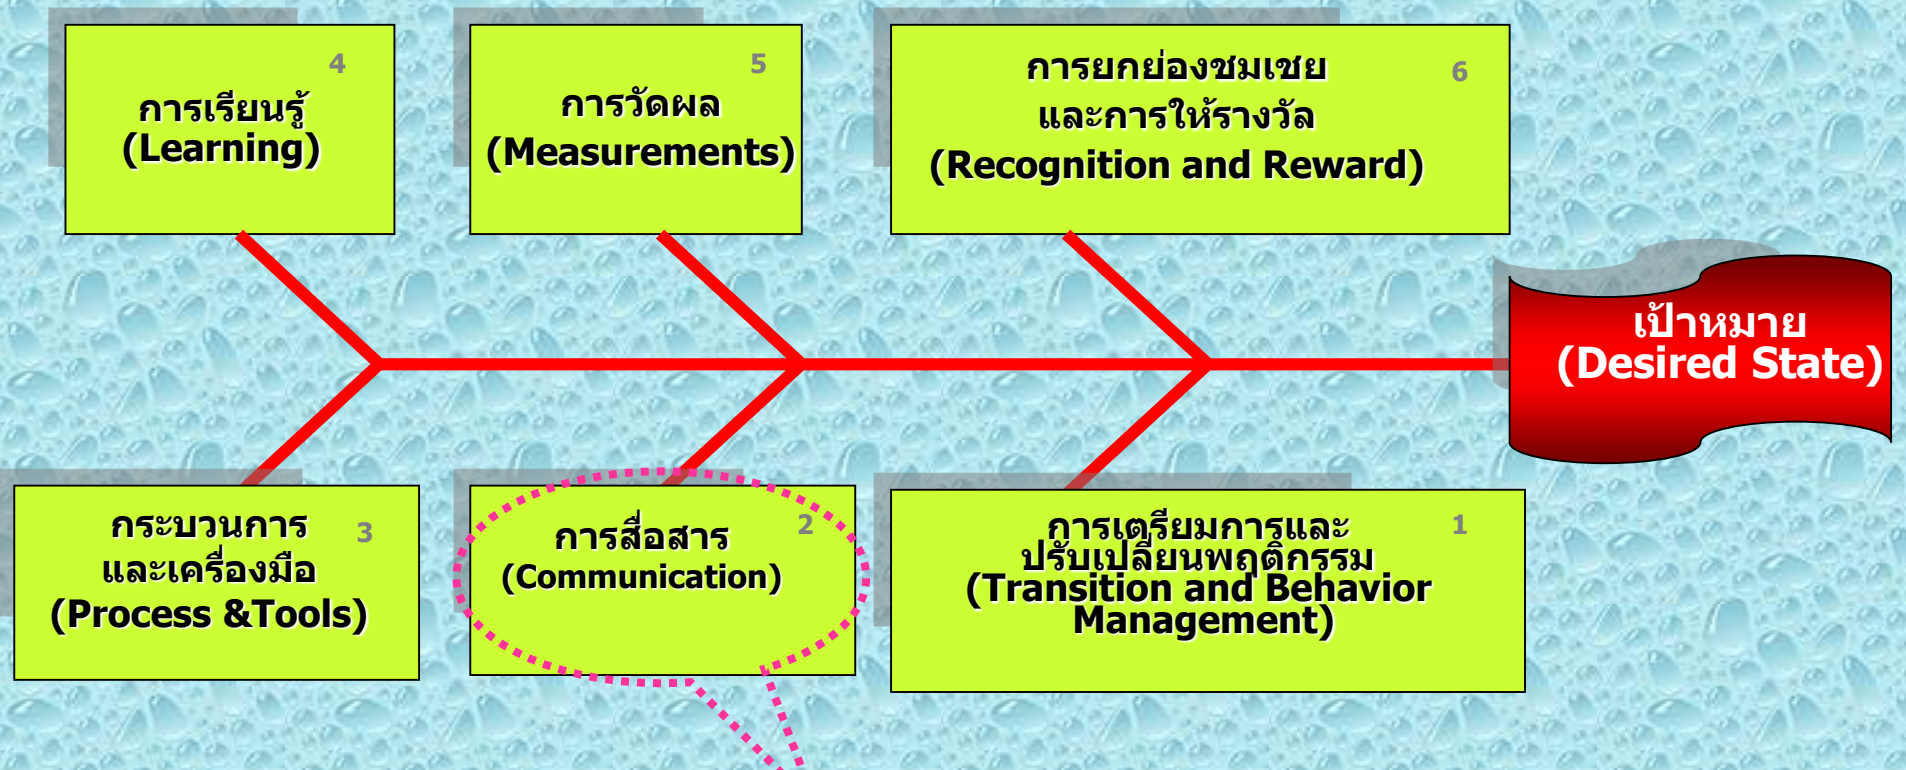 4
การเรียนรู้
(Learning)
5
การวัดผล
(Measurements)
6
การยกย่องชมเชย
และการให้รางวัล
(Recognition and Reward)
เป้าหมาย
(Desired State)
3
กระบวนการ
และเครื่องมือ
(Process &Tools)
2
การสื่อสาร
(Communication)
1
การเตรียมการและ
ปรับเปลี่ยนพฤติกรรม
(Transition and Behavior
Management)